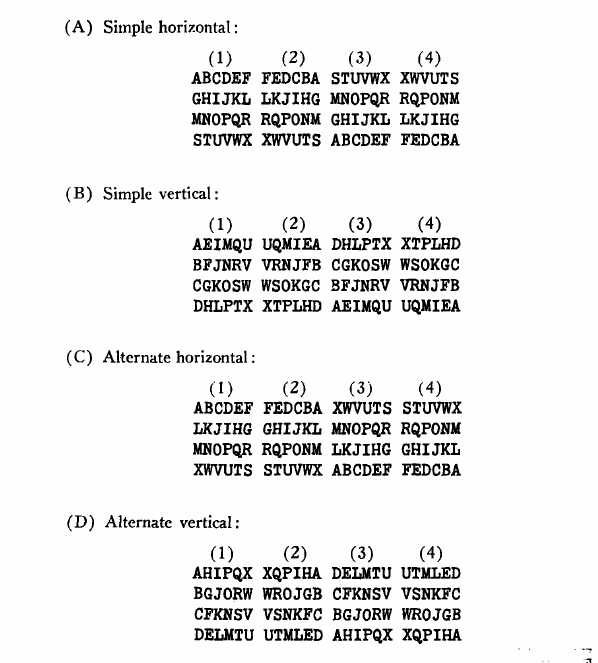 (A) Simple horizontal:
(1) (2) (3) (4)
ABCDEF FEDCBA STUVWX XWVUTS
GHIJKL LKJIHG MNOPQR RQPONM
MNOPQR RQPONM GHIJKL LKJIHG
STUVWX XWVUTS ABCDEF FEDCBA
(B) Simple vertical:
(1) (2) (3) (4)
AEIMQU UQMIEA DHLPTX XTPLHD
BFJNRV VRNJFB CGKOSW WSOKGC
CGKOSW WSOKGC BFJNRV VRNJFB
DHLPTX XTPLHD AEIMQU UQMIEA
(C) Alternate horizontal:
(1) (2) (3) (4)
ABCDEF FEDCBA XWVUTS STUVWX
LKJIHG GHIJKL MNOPQR RQPONM
MNOPQR RQPONM LKJIHG GHIJKL
XWVUTS STUVWX ABCDEF FEDCBA
(D) Alternate vertical:
(1) (2) (3) (4)
AHIPQX XQPIHA DELMTU UTMLED
BGJORW WROJGB CFKNSV VSNKFC
CFKNSV VSNKFC BGJORW WROJGB
DELMTU UTMLED AHIPQX XQPIHA